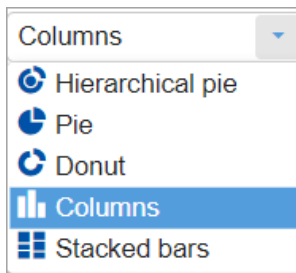 Columns
Hierarchical pie
Pie
Donut
Columns
Stacked bars